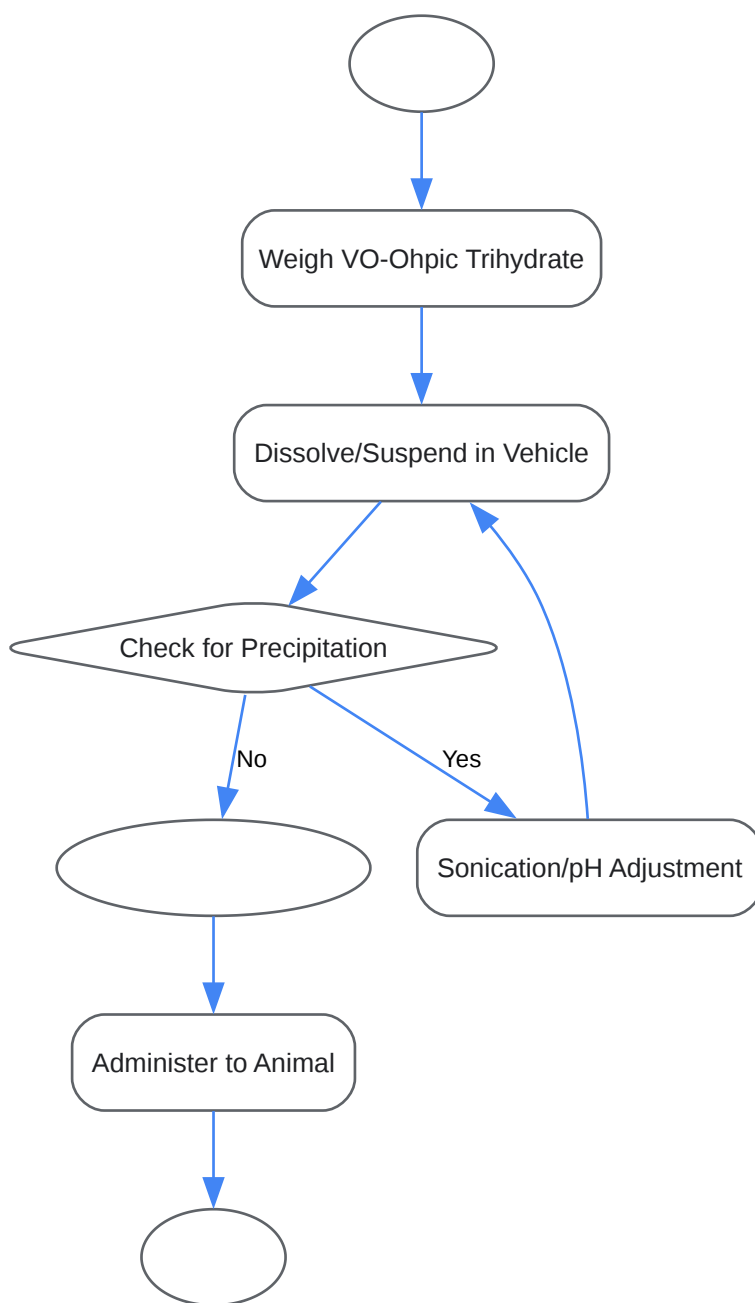 Weigh VO-Ohpic Trihydrate
Dissolve/Suspend in Vehicle
Check for Precipitation
No
Yes
Sonication/pH Adjustment
Administer to Animal